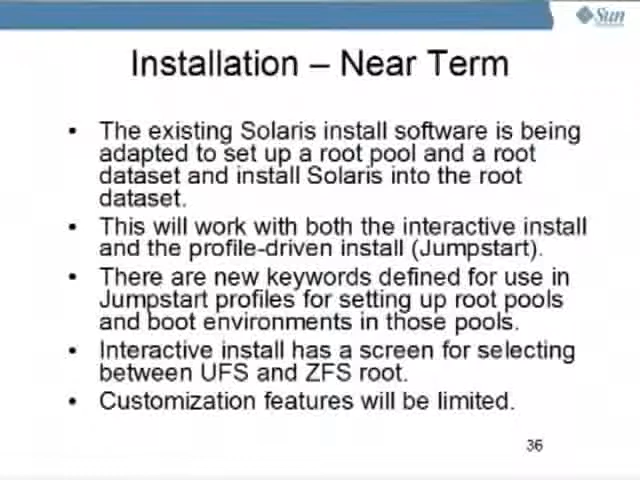 Sun
Installation – Near Term
• The existing Solaris install software is being
adapted to set up a root pool and a root
dataset and install Solaris into the root
dataset.
• This will work with both the interactive install
and the profile-driven install (Jumpstart).
• There are new keywords defined for use in
Jumpstart profiles for setting up root pools
and boot environments in those pools.
• Interactive install has a screen for selecting
between UFS and ZFS root.
• Customization features will be limited.
36